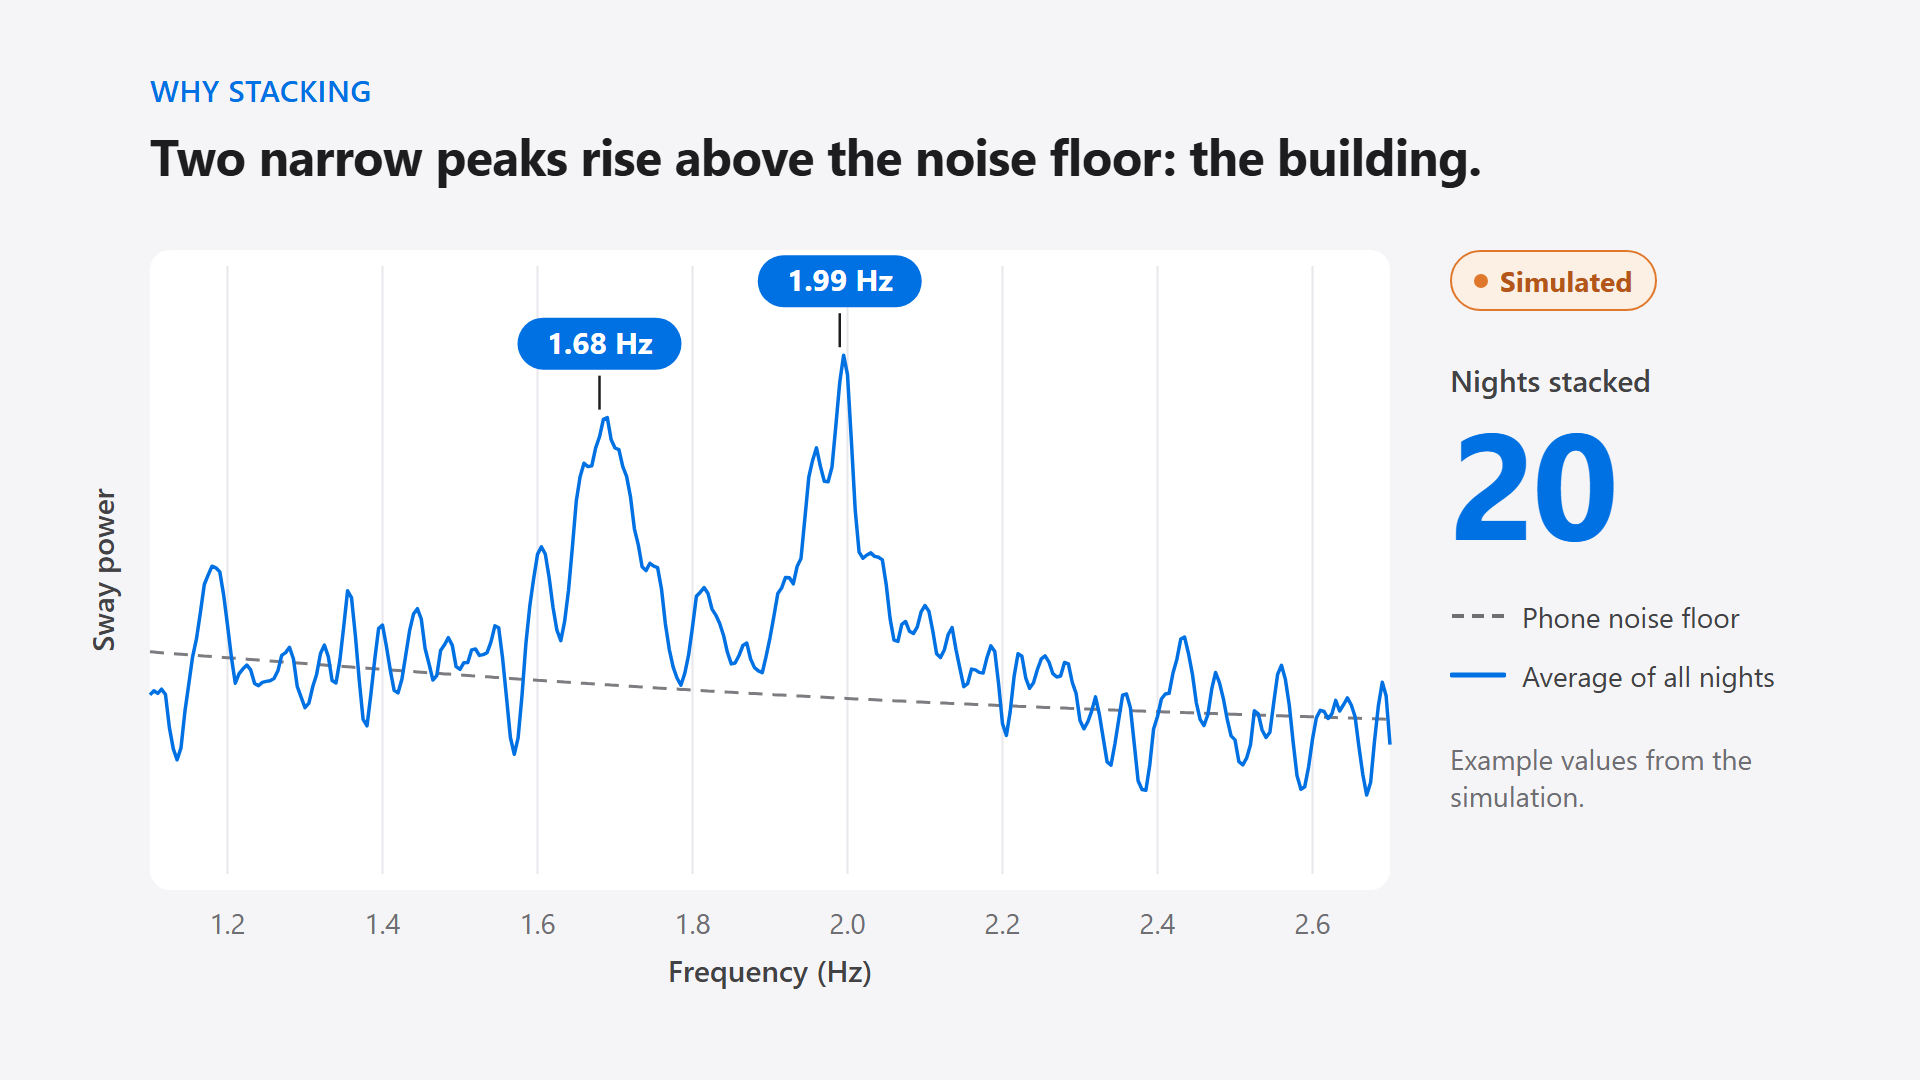 WHY STACKING
Two narrow peaks rise above the noise floor: the building.
1.99 Hz
1.68 Hz
Sway power
1.2
1.4
1.6
1.8
2.0
2.2
2.4
2.6
Frequency (Hz)
Simulated
Nights stacked
20
Phone noise floor
Average of all nights
Example values from the
simulation.